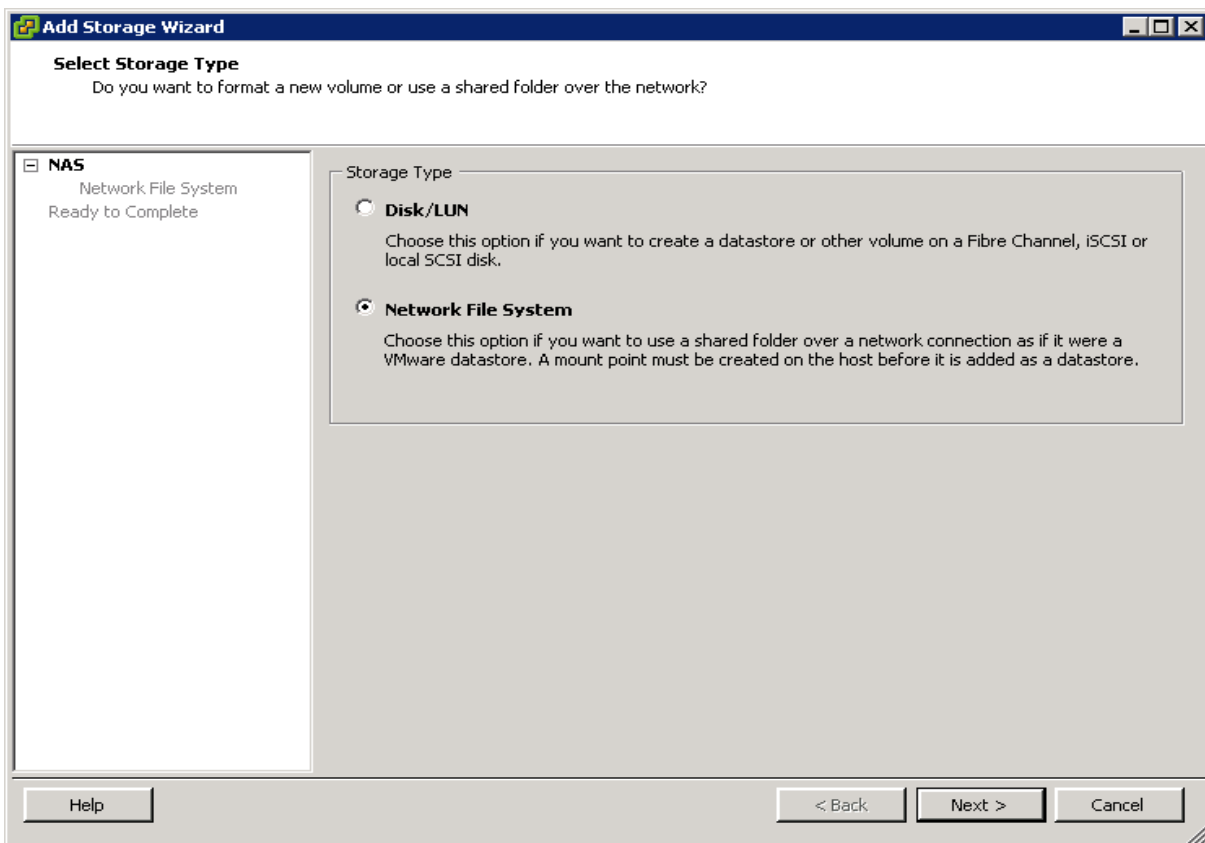 Add Storage Wizard
Select Storage Type
Do you want to format a new volume or use a shared folder over the network?
NAS
Network File System
Ready to Complete
Storage Type
Disk/LUN
Choose this option if you want to create a datastore or other volume on a Fibre Channel, iSCSI or
local SCSI disk.
Network File System
Choose this option if you want to use a shared folder over a network connection as if it were a
VMware datastore. A mount point must be created on the host before it is added as a datastore.
Help
< Back
Next >
Cancel